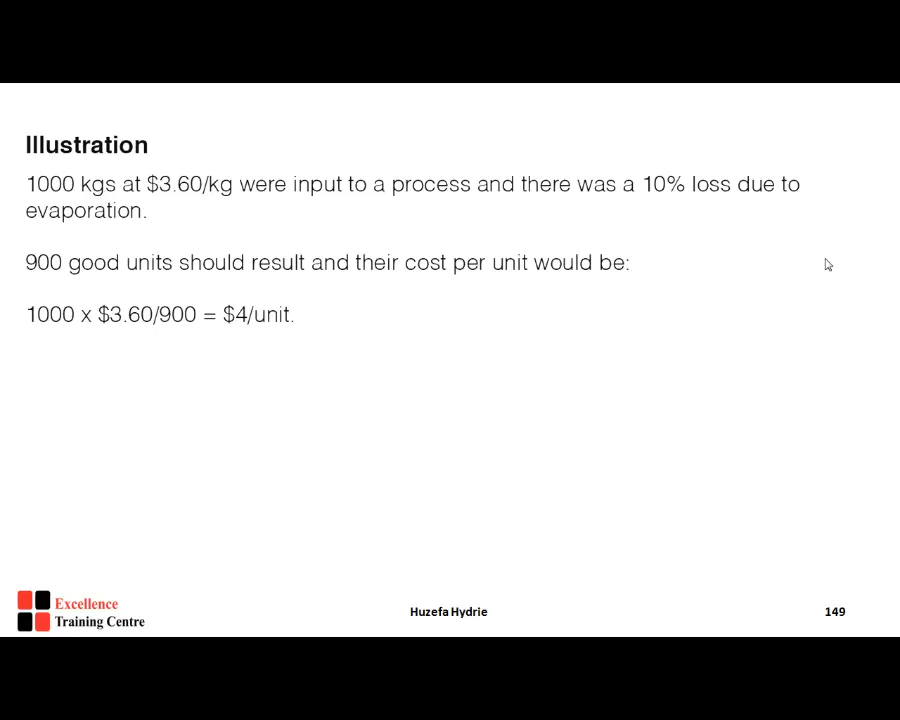 Illustration
1000 kgs at $3.60/kg were input to a process and there was a 10% loss due to
evaporation.
900 good units should result and their cost per unit would be:
1000 x $3.60/900 = $4/unit.
Excellence
Training Centre
Huzefa Hydrie
149